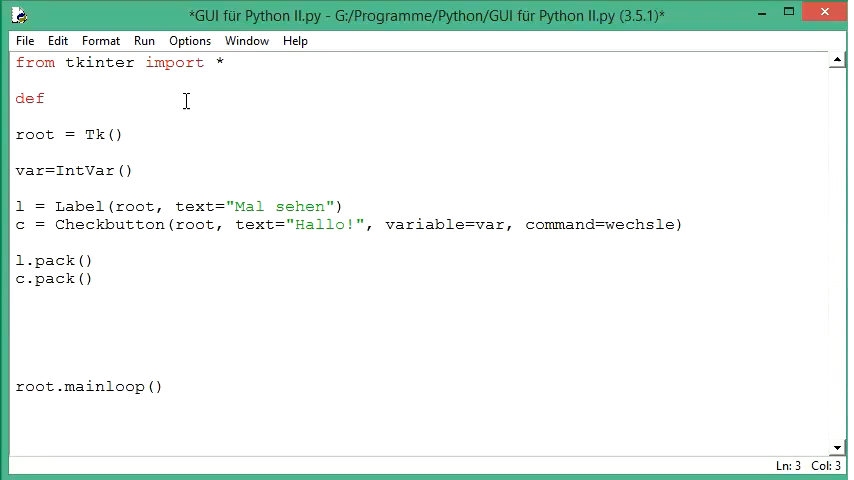 *GUI für Python II.py - G:/Programme/Python/GUI für Python II.py (3.5.1)*
File Edit Format Run Options Window Help
from tkinter import *
def
root = Tk()
var=IntVar()
l = Label(root, text="Mal sehen")
c = Checkbutton(root, text="Hallo!", variable=var, command=wechsle)
l.pack()
c.pack()
root.mainloop()
Ln: 3 Col: 3